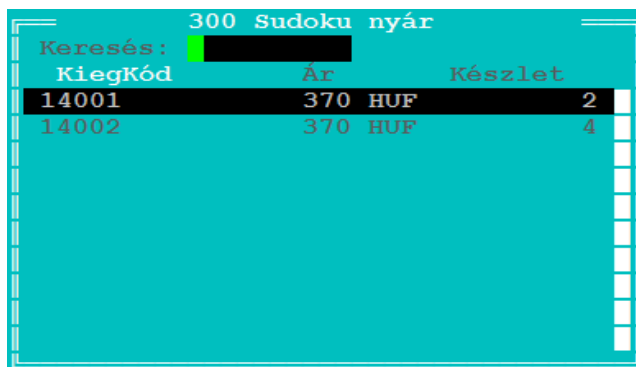 300 Sudoku nyár
Keresés:
KiegKód Ár Készlet
14001 370 HUF 2
14002 370 HUF 4